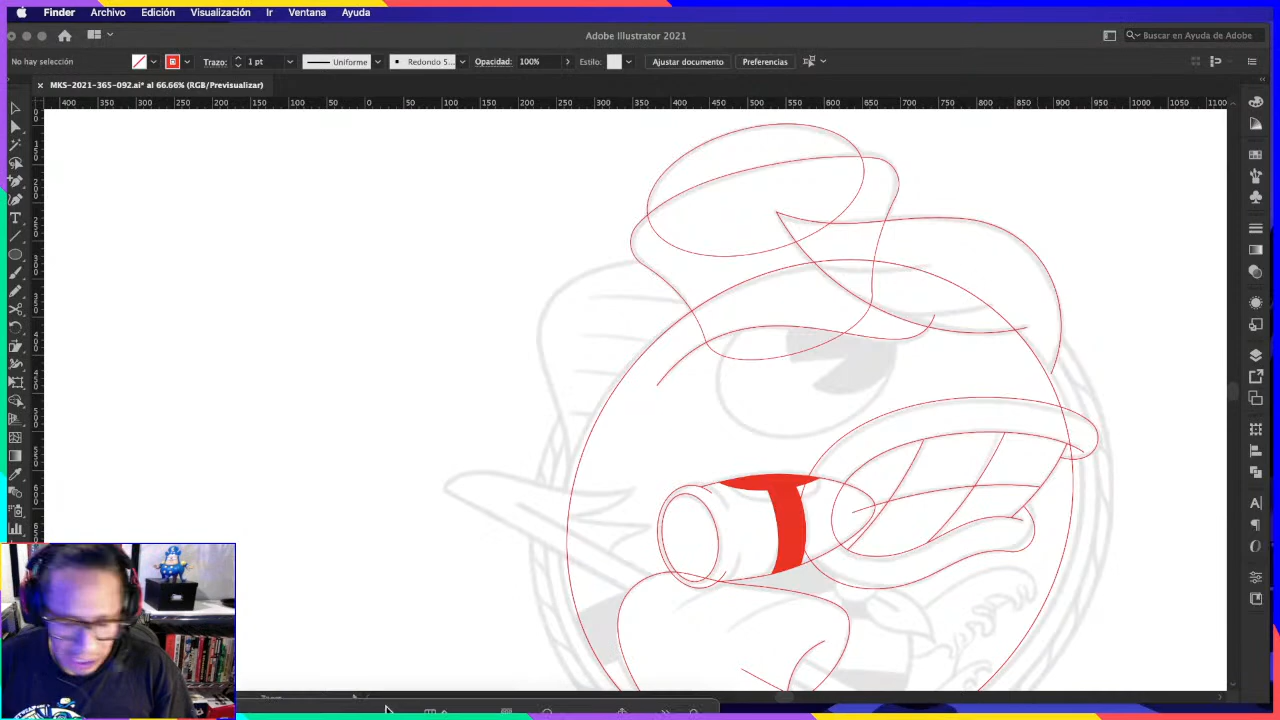 Finder Archivo Edición Visualización Ir Ventana Ayuda
Adobe Illustrator 2021
Buscar en Ayuda de Adobe
No hay selección
Trazo: 1 pt
Uniforme
Redondo 5...
Opacidad: 100%
Estilo:
Ajustar documento
Preferencias
× MKS-2021-365-092.ai* al 66.66% (RGB/Previsualizar)
400 350 300 250 200 150 100 50 0 50 100 150 200 250 300 350 400 450 500 550 600 650 700 750 800 850 900 950 1000 1050 1100